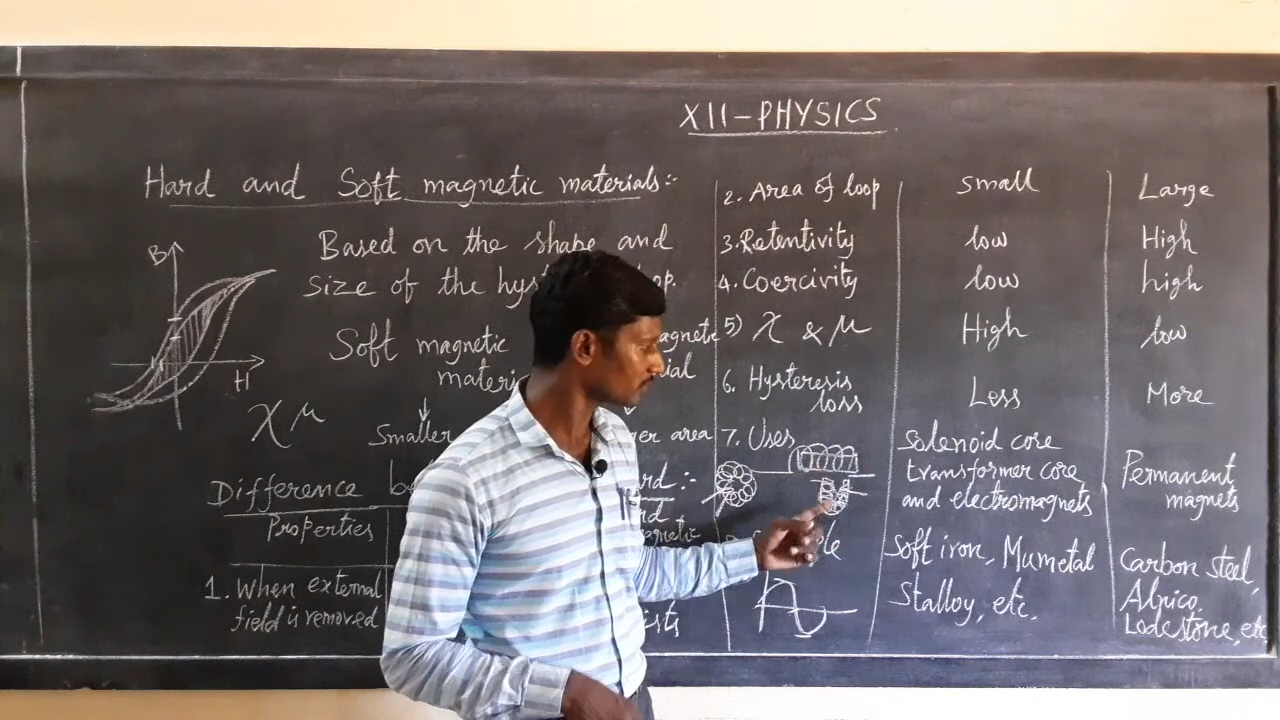 XII-PHYSICS
Hard and Soft magnetic materials:-
Based on the shape and
size of the
B
H
χ μ
Soft magnetic
Smaller area
Difference
Properties
1. When external
field is removed
2. Area of loop Small Large
3. Retentivity low High
4. Coercivity low high
5) χ & μ High low
6. Hysteresis
loss Less More
7. Uses Solenoid core
transformer core
and electromagnets
Permanent
magnets
Soft iron, Mumetal
Stalloy, etc.
Carbon steel,
Alnico,
Lodestone, etc